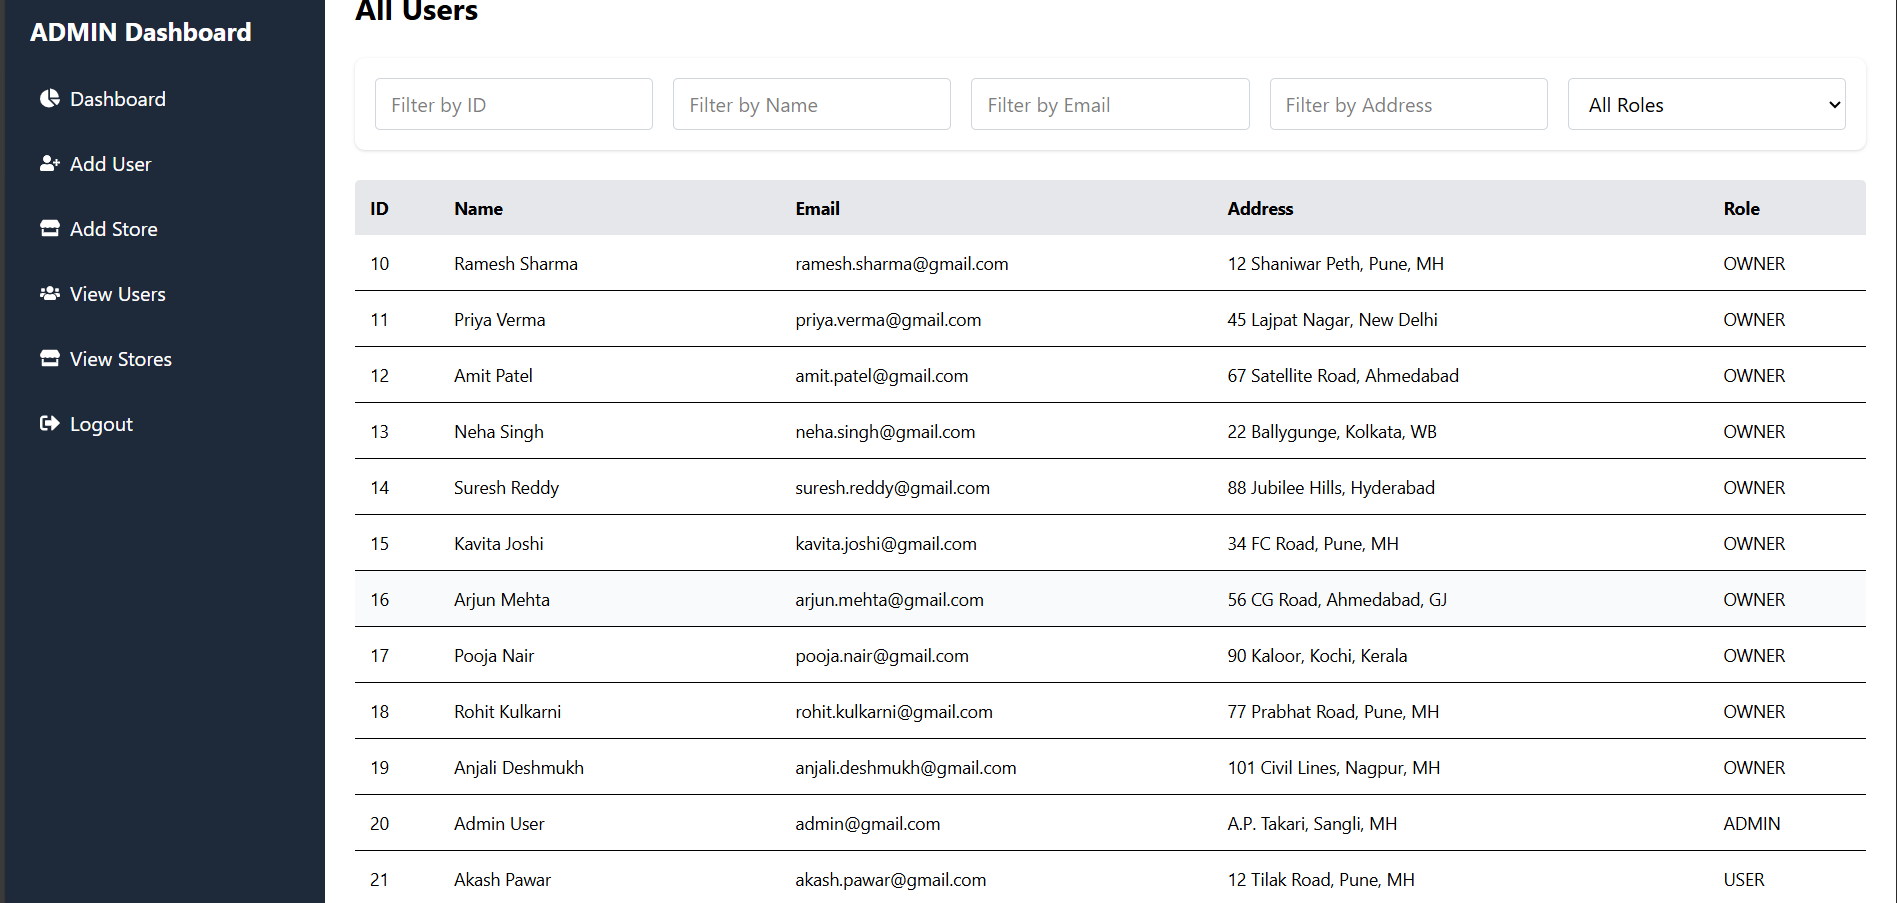 ADMIN Dashboard
Dashboard
Add User
Add Store
View Users
View Stores
Logout
All Users
Filter by ID Filter by Name Filter by Email Filter by Address All Roles
ID Name Email Address Role
10 Ramesh Sharma ramesh.sharma@gmail.com 12 Shaniwar Peth, Pune, MH OWNER
11 Priya Verma priya.verma@gmail.com 45 Lajpat Nagar, New Delhi OWNER
12 Amit Patel amit.patel@gmail.com 67 Satellite Road, Ahmedabad OWNER
13 Neha Singh neha.singh@gmail.com 22 Ballygunge, Kolkata, WB OWNER
14 Suresh Reddy suresh.reddy@gmail.com 88 Jubilee Hills, Hyderabad OWNER
15 Kavita Joshi kavita.joshi@gmail.com 34 FC Road, Pune, MH OWNER
16 Arjun Mehta arjun.mehta@gmail.com 56 CG Road, Ahmedabad, GJ OWNER
17 Pooja Nair pooja.nair@gmail.com 90 Kaloor, Kochi, Kerala OWNER
18 Rohit Kulkarni rohit.kulkarni@gmail.com 77 Prabhat Road, Pune, MH OWNER
19 Anjali Deshmukh anjali.deshmukh@gmail.com 101 Civil Lines, Nagpur, MH OWNER
20 Admin User admin@gmail.com A.P. Takari, Sangli, MH ADMIN
21 Akash Pawar akash.pawar@gmail.com 12 Tilak Road, Pune, MH USER